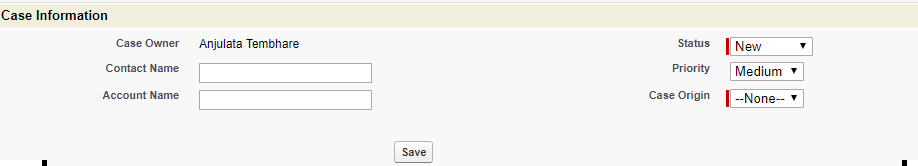 Case Information
Case Owner Anjulata Tembhare Status New
Contact Name Priority Medium
Account Name Case Origin --None--
Save